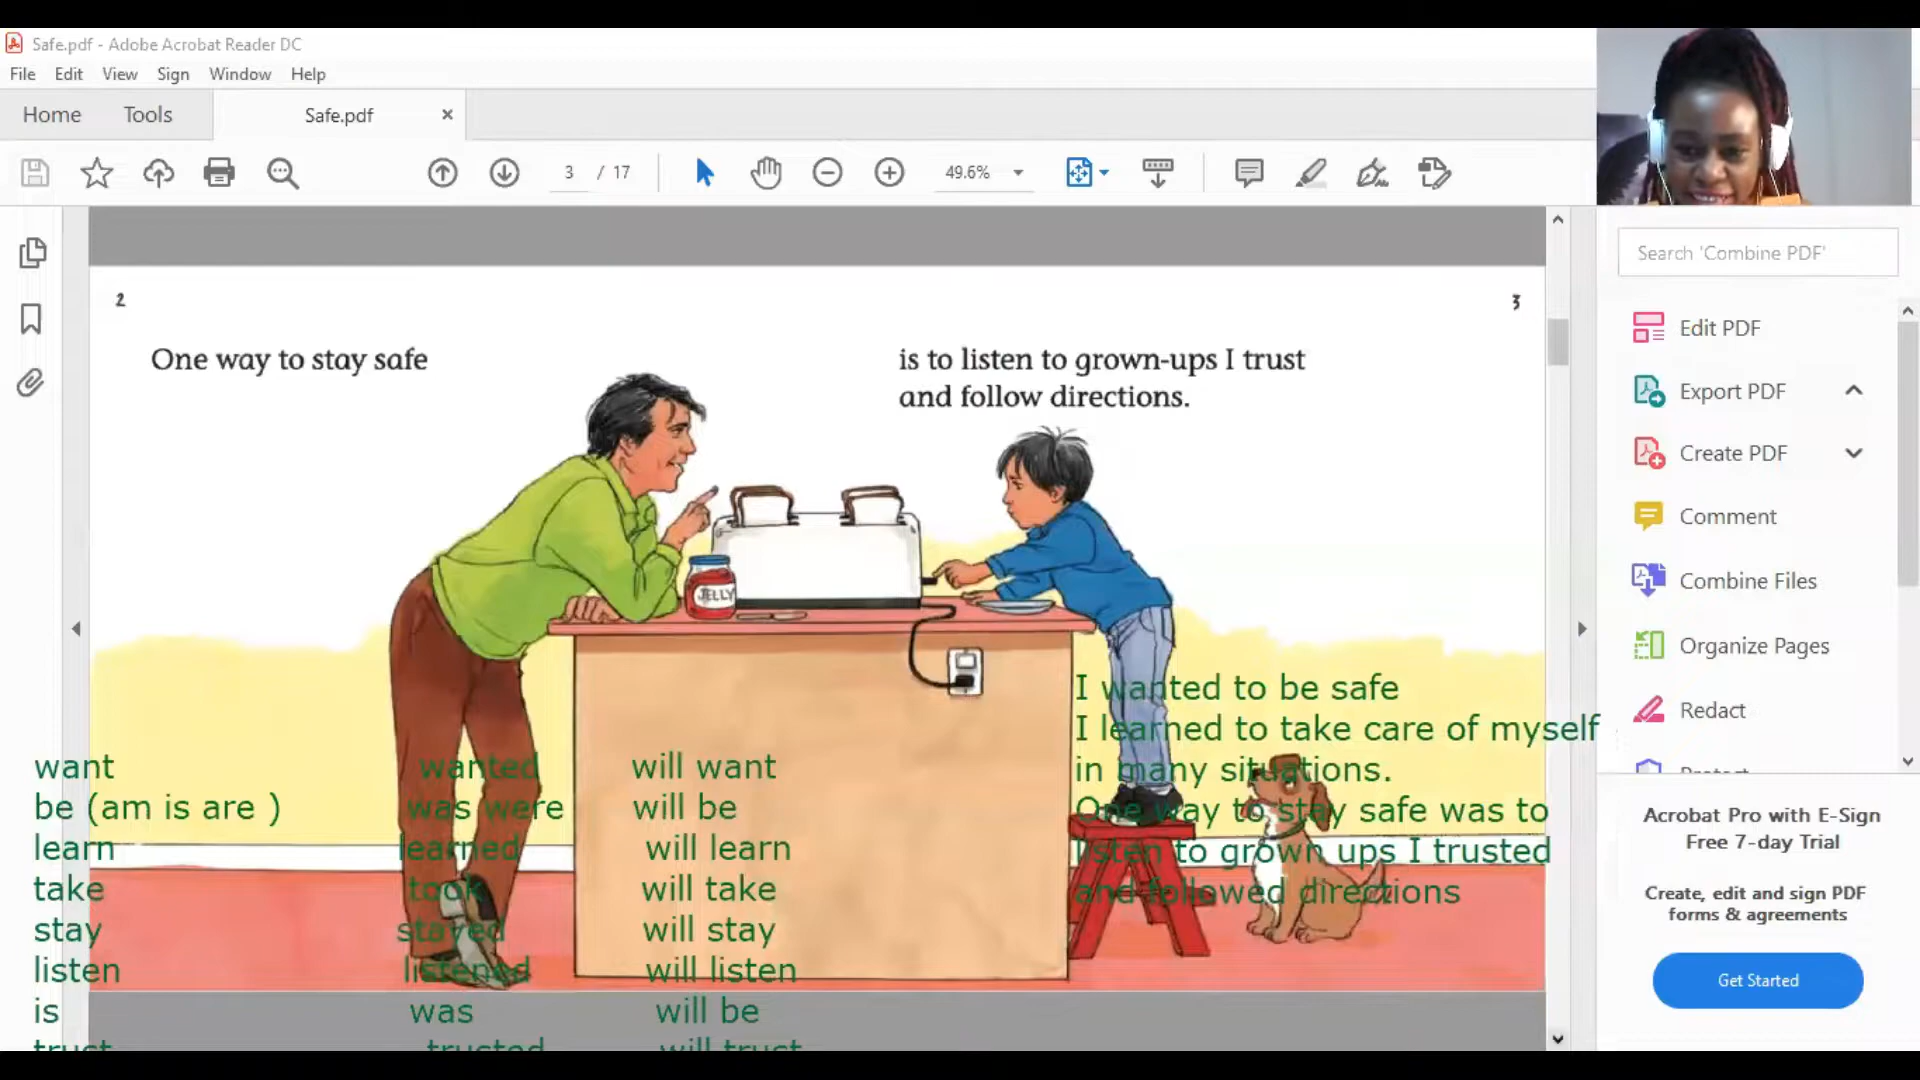 Safe.pdf - Adobe Acrobat Reader DC
File Edit View Sign Window Help
Home Tools Safe.pdf
3 / 17 49.6%
Search 'Combine PDF'
Edit PDF
Export PDF
Create PDF
Comment
Combine Files
Organize Pages
Redact
Protect
Acrobat Pro with E-Sign
Free 7-day Trial
Create, edit and sign PDF
forms & agreements
Get Started
2
3
One way to stay safe
is to listen to grown-ups I trust
and follow directions.
JELLY
I wanted to be safe
I learned to take care of myself
in many situations.
One way to stay safe was to
listen to grown ups I trusted
and followed directions
want wanted will want
be (am is are ) was were will be
learn learned will learn
take took will take
stay stayed will stay
listen listened will listen
is was will be
trust trusted will trust